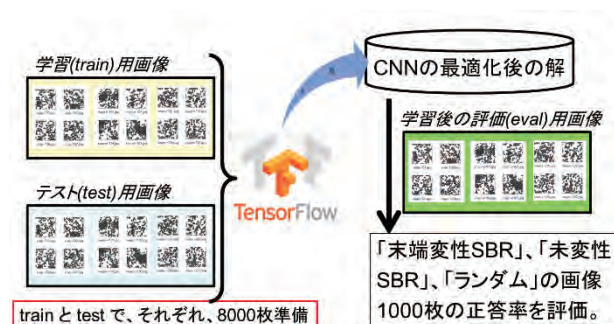 学習(train)用画像
テスト(test)用画像
trainとtestで、それぞれ、8000枚準備
TensorFlow
CNNの最適化後の解
学習後の評価(eval)用画像
「末端変性SBR」、「未変性
SBR」、「ランダム」の画像
1000枚の正答率を評価。